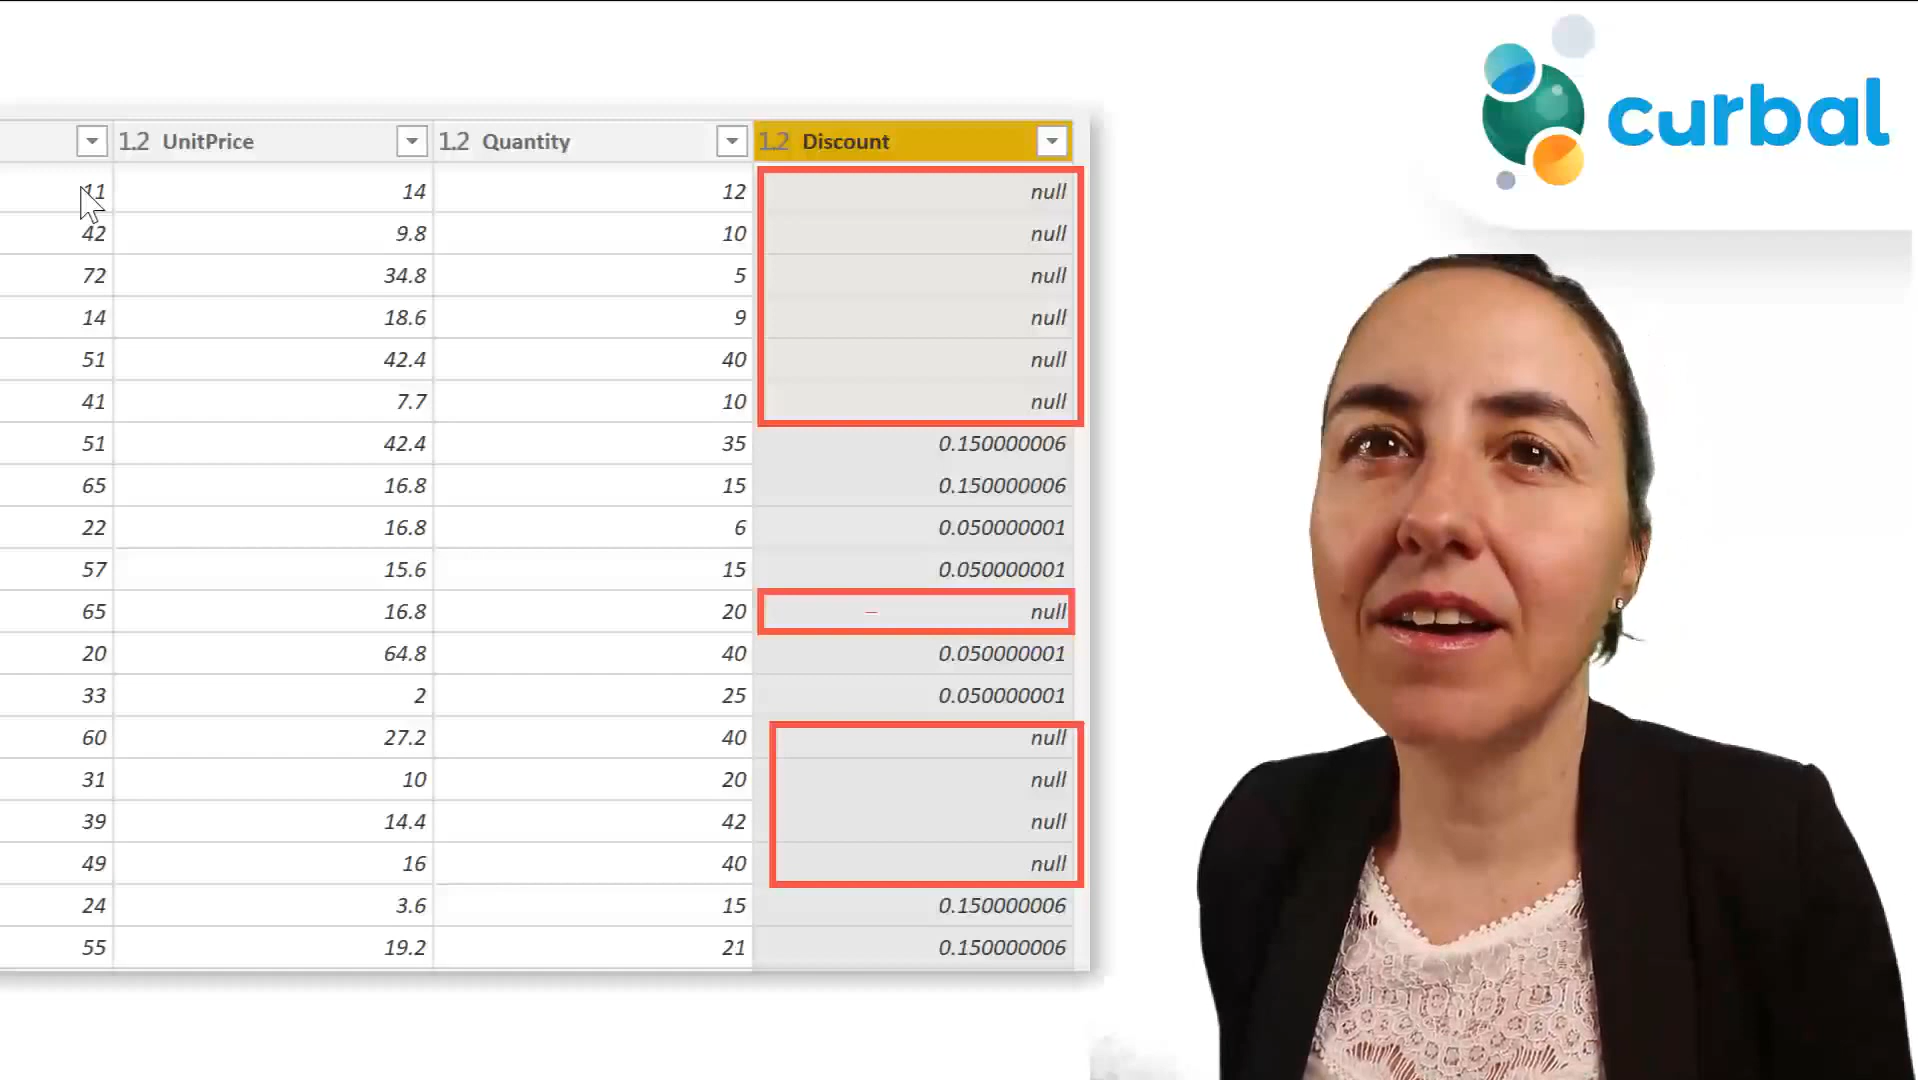 curbal
1.2 UnitPrice 1.2 Quantity 1.2 Discount
11 14 12 null
42 9.8 10 null
72 34.8 5 null
14 18.6 9 null
51 42.4 40 null
41 7.7 10 null
51 42.4 35 0.150000006
65 16.8 15 0.150000006
22 16.8 6 0.050000001
57 15.6 15 0.050000001
65 16.8 20 null
20 64.8 40 0.050000001
33 2 25 0.050000001
60 27.2 40 null
31 10 20 null
39 14.4 42 null
49 16 40 null
24 3.6 15 0.150000006
55 19.2 21 0.150000006